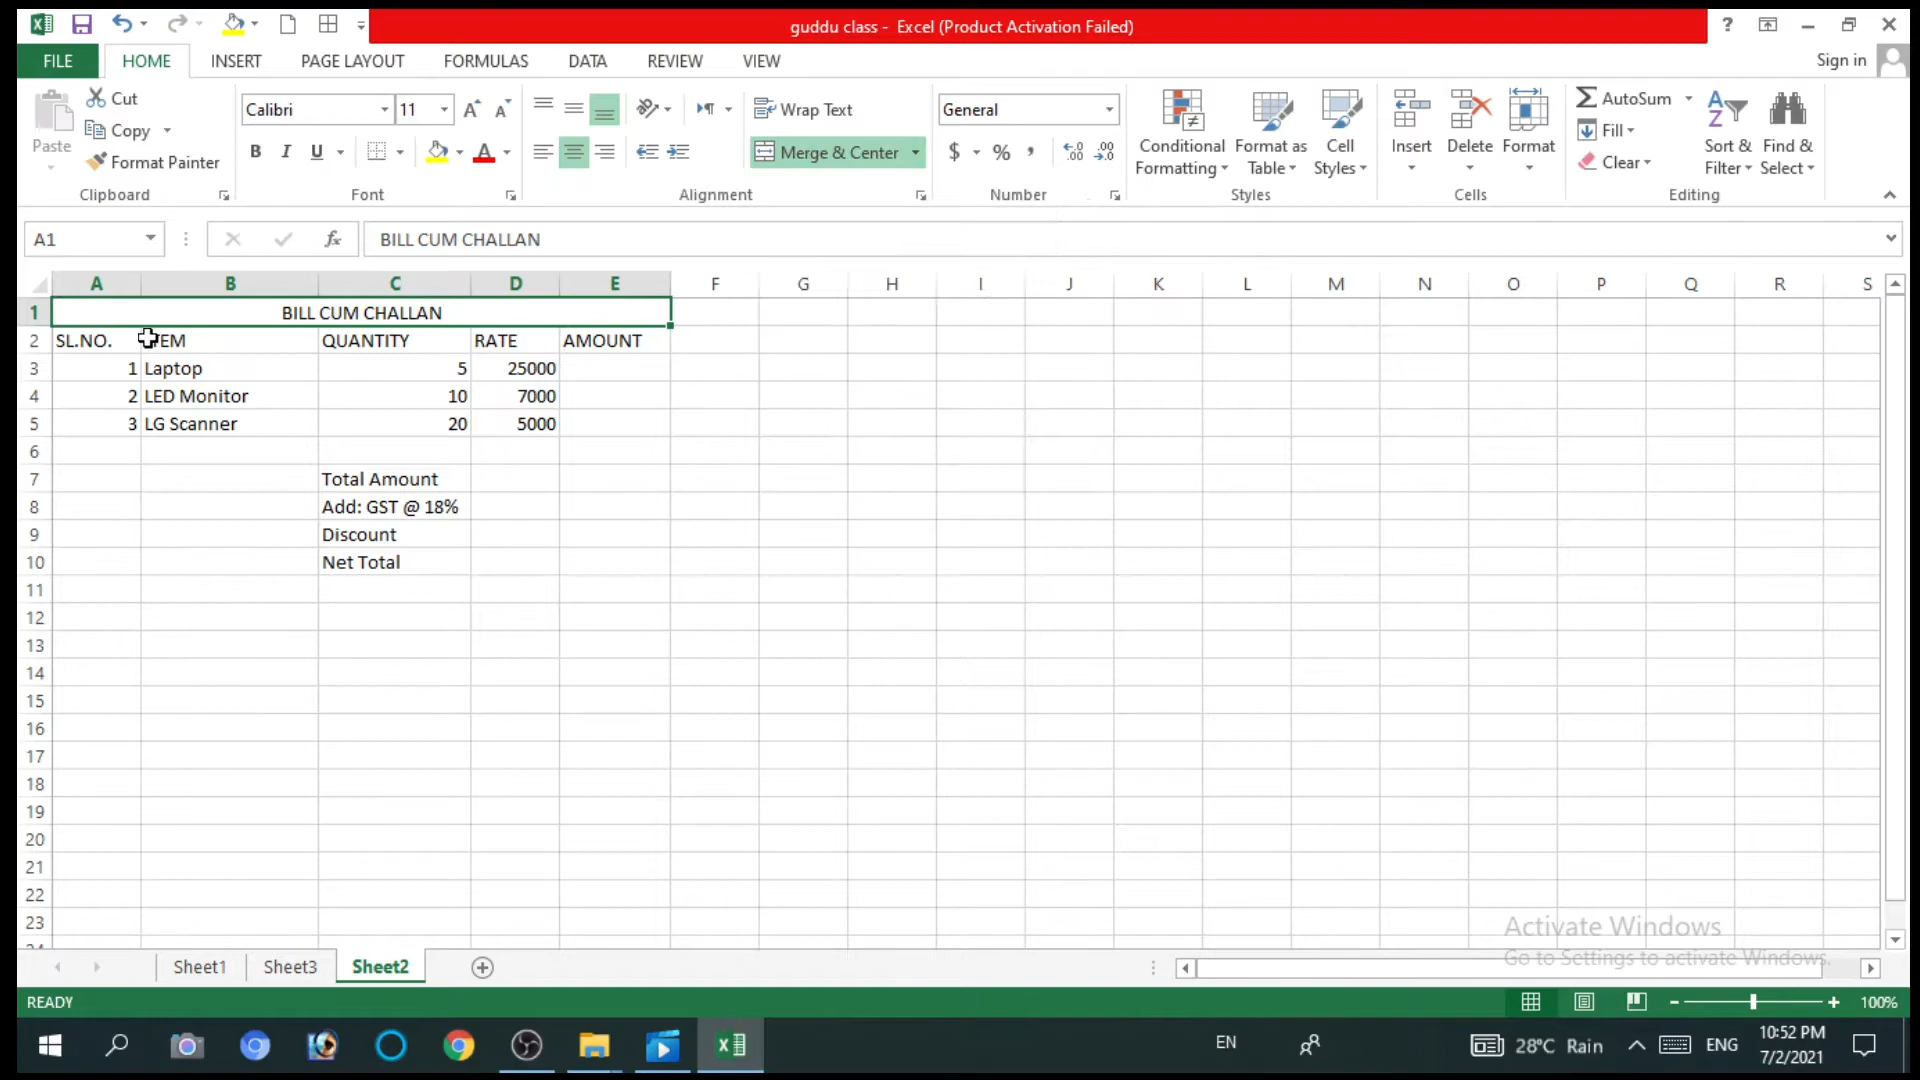 guddu class - Excel (Product Activation Failed)
FILE HOME INSERT PAGE LAYOUT FORMULAS DATA REVIEW VIEW Sign in
Cut
Copy
Format Painter
Paste
Clipboard
Calibri 11
B I U A
Font
Wrap Text
Merge & Center
Alignment
General
$ % ,
Number
Conditional Formatting
Format as Table
Cell Styles
Styles
Insert Delete Format
Cells
AutoSum
Fill
Clear
Sort & Filter
Find & Select
Editing
A1 fx BILL CUM CHALLAN
A B C D E F G H I J K L M N O P Q R S
1 BILL CUM CHALLAN
2 SL.NO. QUANTITY RATE AMOUNT
3 1 Laptop 5 25000
4 2 LED Monitor 10 7000
5 3 LG Scanner 20 5000
6
7 Total Amount
8 Add: GST @ 18%
9 Discount
10 Net Total
11
12
13
14
15
16
17
18
19
20
21
22
23
Activate Windows
Go to Settings to activate Windows.
Sheet1 Sheet3 Sheet2
READY 100%
EN 28°C Rain ENG 10:52 PM
7/2/2021